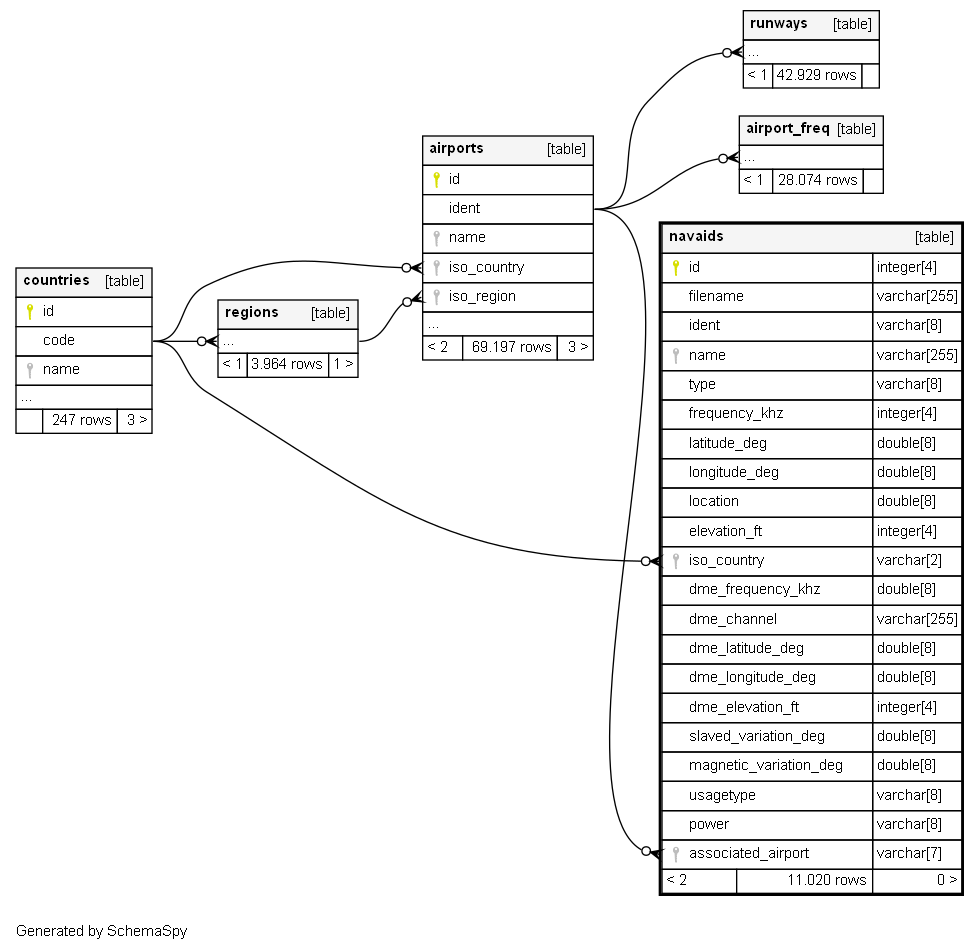 runways [table]
...
< 1 42.929 rows
airport_freq [table]
...
< 1 28.074 rows
airports [table]
id
ident
name
iso_country
iso_region
...
< 2 69.197 rows 3 >
countries [table]
id
code
name
...
247 rows 3 >
regions [table]
...
< 1 3.964 rows 1 >
navaids [table]
id integer[4]
filename varchar[255]
ident varchar[8]
name varchar[255]
type varchar[8]
frequency_khz integer[4]
latitude_deg double[8]
longitude_deg double[8]
location double[8]
elevation_ft integer[4]
iso_country varchar[2]
dme_frequency_khz double[8]
dme_channel varchar[255]
dme_latitude_deg double[8]
dme_longitude_deg double[8]
dme_elevation_ft integer[4]
slaved_variation_deg double[8]
magnetic_variation_deg double[8]
usagetype varchar[8]
power varchar[8]
associated_airport varchar[7]
< 2 11.020 rows 0 >
Generated by SchemaSpy